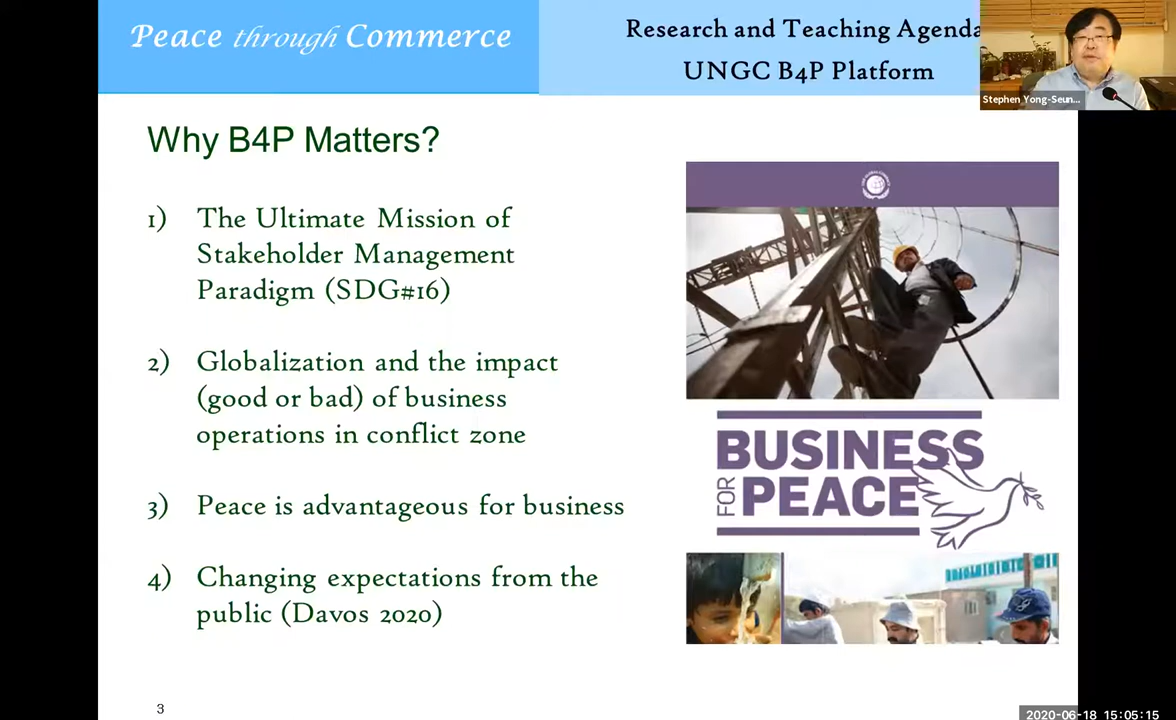 Peace through Commerce
Research and Teaching Agenda
UNGC B4P Platform
Stephen Yong-Seun...
Why B4P Matters?
1) The Ultimate Mission of
Stakeholder Management
Paradigm (SDG#16)
2) Globalization and the impact
(good or bad) of business
operations in conflict zone
3) Peace is advantageous for business
4) Changing expectations from the
public (Davos 2020)
BUSINESS
FOR PEACE
3
2020-06-18 15:05:15